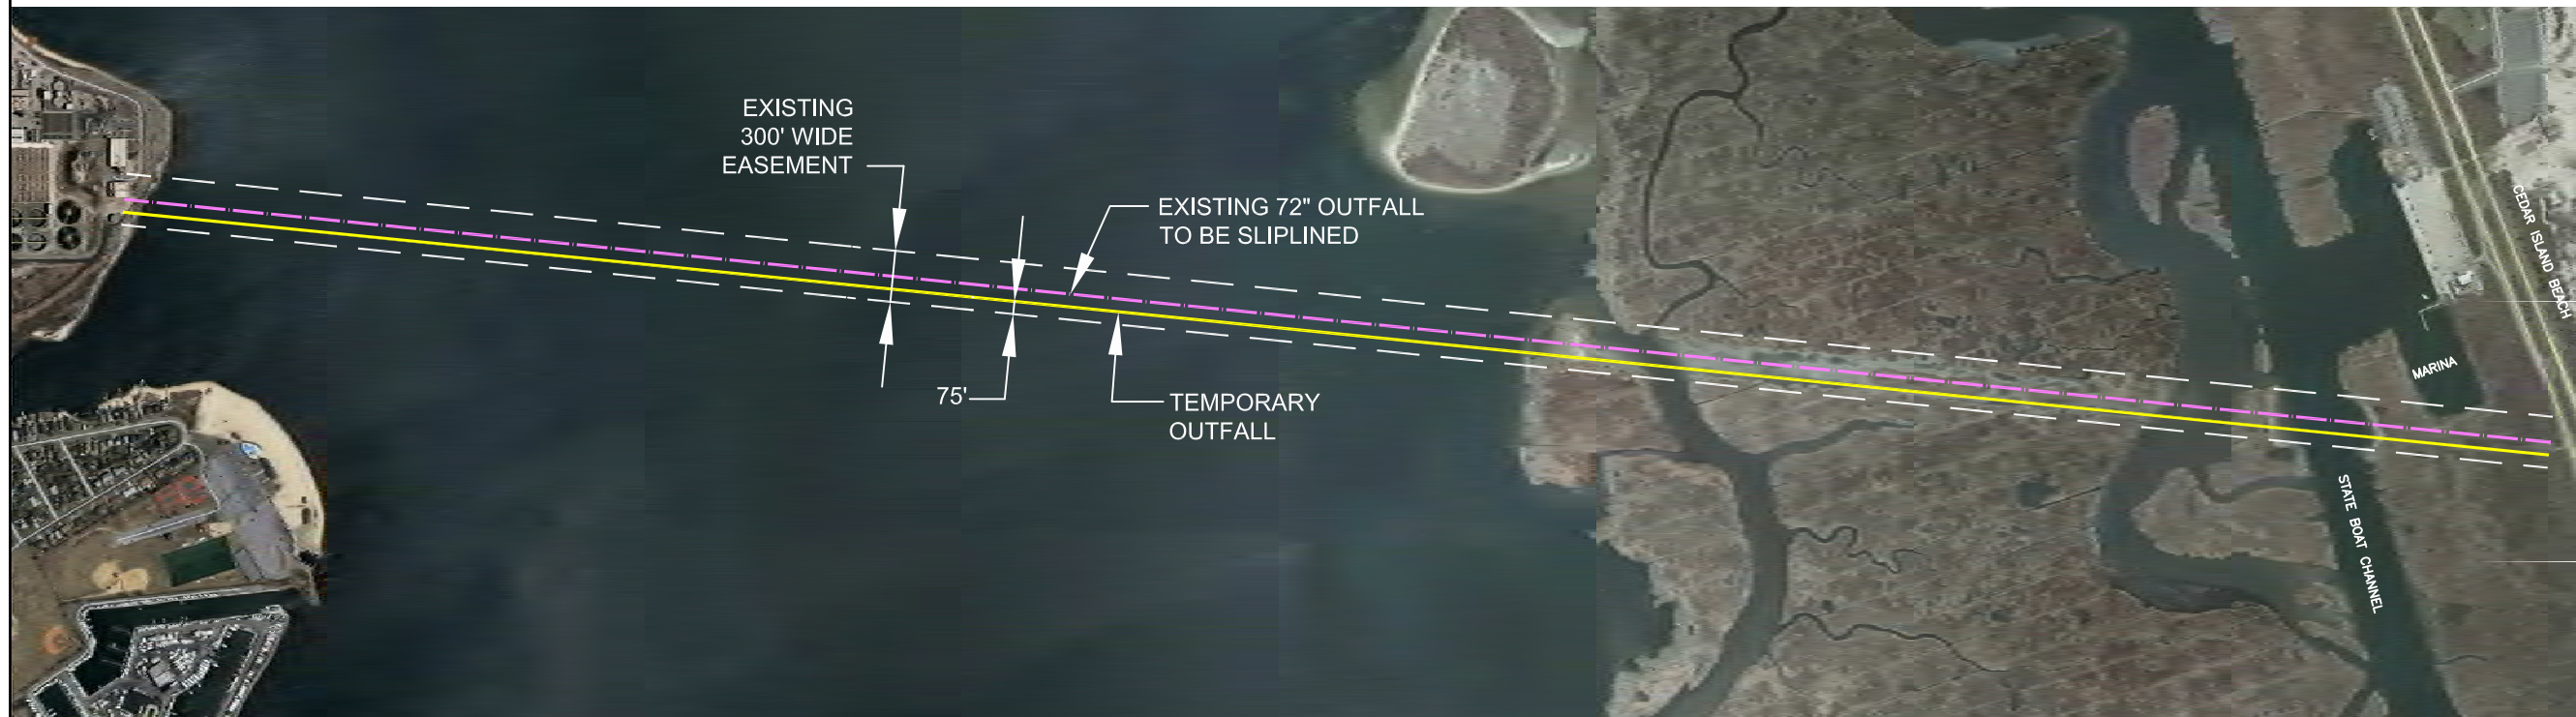 EXISTING
300' WIDE
EASEMENT
EXISTING 72" OUTFALL
TO BE SLIPLINED
75'
TEMPORARY
OUTFALL
CEDAR ISLAND BEACH
MARINA
STATE BOAT CHANNEL